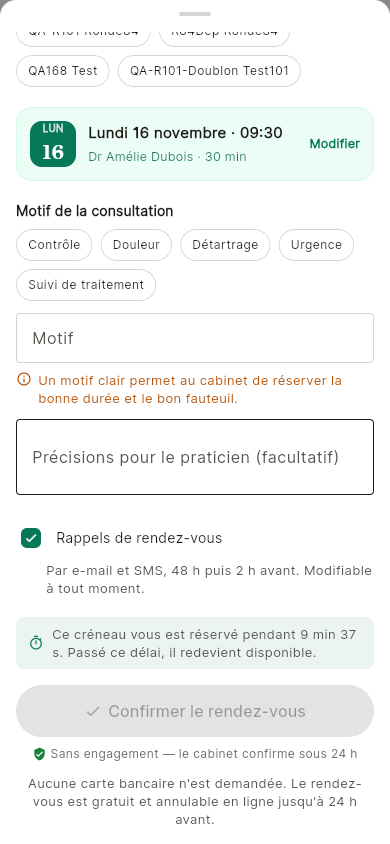 QA-R101 Ronde84
R84Dep Ronde84
QA168 Test
QA-R101-Doublon Test101
LUN
16
Lundi 16 novembre · 09:30
Dr Amélie Dubois · 30 min
Modifier
Motif de la consultation
Contrôle
Douleur
Détartrage
Urgence
Suivi de traitement
Motif
Un motif clair permet au cabinet de réserver la
bonne durée et le bon fauteuil.
Précisions pour le praticien (facultatif)
Rappels de rendez-vous
Par e-mail et SMS, 48 h puis 2 h avant. Modifiable
à tout moment.
Ce créneau vous est réservé pendant 9 min 37
s. Passé ce délai, il redevient disponible.
Confirmer le rendez-vous
Sans engagement — le cabinet confirme sous 24 h
Aucune carte bancaire n'est demandée. Le rendez-
vous est gratuit et annulable en ligne jusqu'à 24 h
avant.